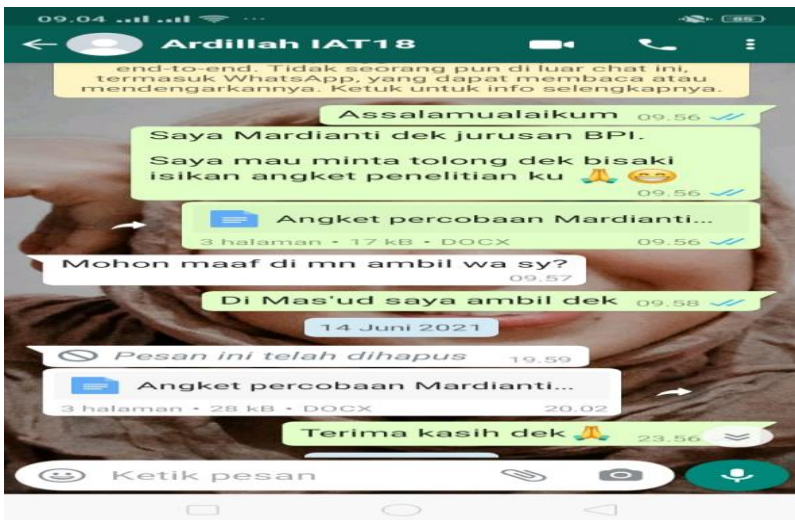 09.04
85
Ardillah IAT18
end-to-end. Tidak seorang pun di luar chat ini,
termasuk WhatsApp, yang dapat membaca atau
mendengarkannya. Ketuk untuk info selengkapnya.
Assalamualaikum 09.56
Saya Mardianti dek jurusan BPI.
Saya mau minta tolong dek bisaki
isikan angket penelitian ku 🙏 😁
09.56
Angket percobaan Mardianti...
3 halaman • 17 kB • DOCX 09.56
Mohon maaf di mn ambil wa sy?
09.57
Di Mas'ud saya ambil dek 09.58
14 Juni 2021
Pesan ini telah dihapus 19.59
Angket percobaan Mardianti...
3 halaman • 28 kB • DOCX 20.02
Terima kasih dek 🙏 23.56
Ketik pesan